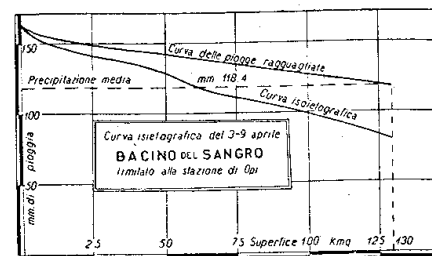 150
Curva delle piogge ragguagliate
Precipitazione media mm 118.4
100
Curva isoietografica
Curva isietografica del 3-9 aprile
BACINO DEL SANGRO
limitato alla stazione di Opi
50
mm. di pioggia
25 50 75 Superfice 100 Kmq 125 130